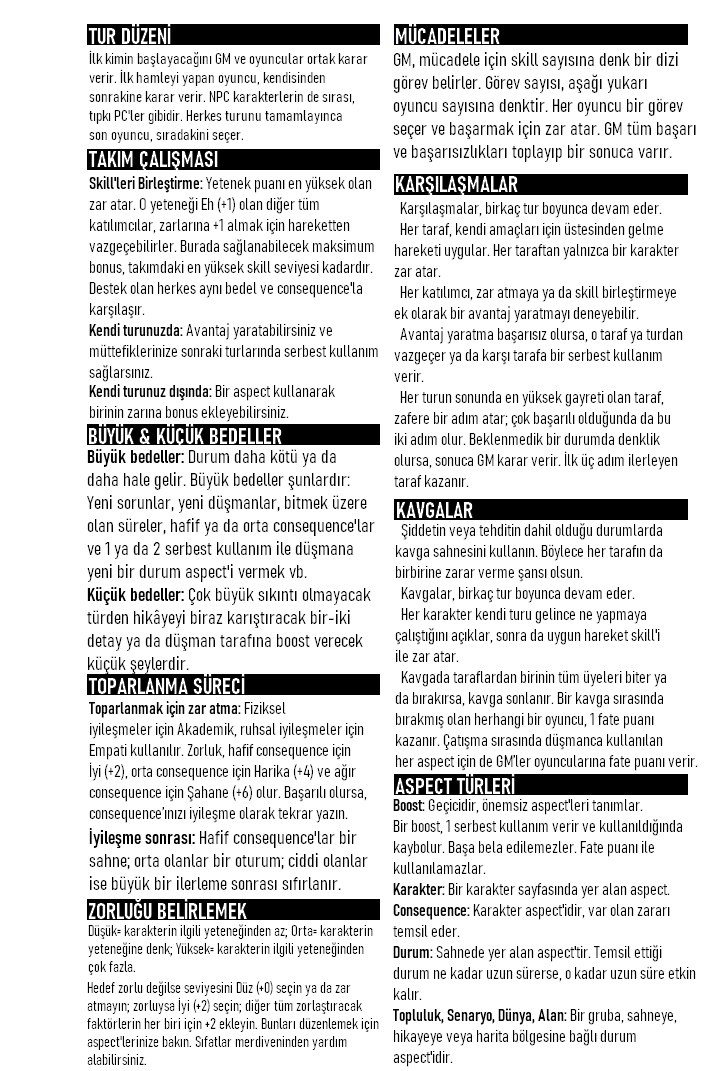 TUR DÜZENİ
İlk kimin başlayacağını GM ve oyuncular ortak karar
verir. İlk hamleyi yapan oyuncu, kendisinden
sonrakine karar verir. NPC karakterlerin de sırası,
tıpkı PC'ler gibidir. Herkes turunu tamamlayınca
son oyuncu, sıradakini seçer.
TAKIM ÇALIŞMASI
Skill'leri Birleştirme: Yetenek puanı en yüksek olan
zar atar. O yeteneği Eh (+1) olan diğer tüm
katılımcılar, zarlarına +1 almak için hareketten
vazgeçebilirler. Burada sağlanabilecek maksimum
bonus, takımdaki en yüksek skill seviyesi kadardır.
Destek olan herkes aynı bedel ve consequence'la
karşılaşır.
Kendi turunuzda: Avantaj yaratabilirsiniz ve
müttefiklerinize sonraki turlarında serbest kullanım
sağlarsınız.
Kendi turunuz dışında: Bir aspect kullanarak
birinin zarına bonus ekleyebilirsiniz.
BÜYÜK & KÜÇÜK BEDELLER
Büyük bedeller: Durum daha kötü ya da
daha hale gelir. Büyük bedeller şunlardır:
Yeni sorunlar, yeni düşmanlar, bitmek üzere
olan süreler, hafif ya da orta consequence'lar
ve 1 ya da 2 serbest kullanım ile düşmana
yeni bir durum aspect'i vermek vb.
Küçük bedeller: Çok büyük sıkıntı olmayacak
türden hikâyeyi biraz karıştıracak bir-iki
detay ya da düşman tarafına boost verecek
küçük şeylerdir.
TOPARLANMA SÜRECİ
Toparlanmak için zar atma: Fiziksel
iyileşmeler için Akademik, ruhsal iyileşmeler için
Empati kullanılır. Zorluk, hafif consequence için
İyi (+2), orta consequence için Harika (+4) ve ağır
consequence için Şahane (+6) olur. Başarılı olursa,
consequence'nızı iyileşme olarak tekrar yazın.
İyileşme sonrası: Hafif consequence'lar bir
sahne; orta olanlar bir oturum; ciddi olanlar
ise büyük bir ilerleme sonrası sıfırlanır.
ZORLUĞU BELİRLEMEK
Düşük= karakterin ilgili yeteneğinden az; Orta= karakterin
yeteneğine denk; Yüksek= karakterin ilgili yeteneğinden
çok fazla.
Hedef zorlu değilse seviyesini Düz (+0) seçin ya da zar
atmayın; zorluysa İyi (+2) seçin; diğer tüm zorlaştıracak
faktörlerin her biri için +2 ekleyin. Bunları düzenlemek için
aspect'lerinize bakın. Sıfatlar merdiveninden yardım
alabilirsiniz.
MÜCADELELER
GM, mücadele için skill sayısına denk bir dizi
görev belirler. Görev sayısı, aşağı yukarı
oyuncu sayısına denktir. Her oyuncu bir görev
seçer ve başarmak için zar atar. GM tüm başarı
ve başarısızlıkları toplayıp bir sonuca varır.
KARŞILAŞMALAR
Karşılaşmalar, birkaç tur boyunca devam eder.
Her taraf, kendi amaçları için üstesinden gelme
hareketi uygular. Her taraftan yalnızca bir karakter
zar atar.
Her katılımcı, zar atmaya ya da skill birleştirmeye
ek olarak bir avantaj yaratmayı deneyebilir.
Avantaj yaratma başarısız olursa, o taraf ya turdan
vazgeçer ya da karşı tarafa bir serbest kullanım
verir.
Her turun sonunda en yüksek gayreti olan taraf,
zafere bir adım atar; çok başarılı olduğunda da bu
iki adım olur. Beklenmedik bir durumda denklik
olursa, sonuca GM karar verir. İlk üç adım ilerleyen
taraf kazanır.
KAVGALAR
Şiddetin veya tehditin dahil olduğu durumlarda
kavga sahnesini kullanın. Böylece her tarafın da
birbirine zarar verme şansı olsun.
Kavgalar, birkaç tur boyunca devam eder.
Her karakter kendi turu gelince ne yapmaya
çalıştığını açıklar, sonra da uygun hareket skill'i
ile zar atar.
Kavgada taraflardan birinin tüm üyeleri biter ya
da bırakırsa, kavga sonlanır. Bir kavga sırasında
bırakmış olan herhangi bir oyuncu, 1 fate puanı
kazanır. Çatışma sırasında düşmanca kullanılan
her aspect için de GM'ler oyuncularına fate puanı verir.
ASPECT TÜRLERİ
Boost: Geçicidir, önemsiz aspect'leri tanımlar.
Bir boost, 1 serbest kullanım verir ve kullanıldığında
kaybolur. Başa bela edilemezler. Fate puanı ile
kullanılamazlar.
Karakter: Bir karakter sayfasında yer alan aspect.
Consequence: Karakter aspect'idir, var olan zararı
temsil eder.
Durum: Sahnede yer alan aspect'tir. Temsil ettiği
durum ne kadar uzun sürerse, o kadar uzun süre etkin
kalır.
Topluluk, Senaryo, Dünya, Alan: Bir gruba, sahneye,
hikayeye veya harita bölgesine bağlı durum
aspect'idir.